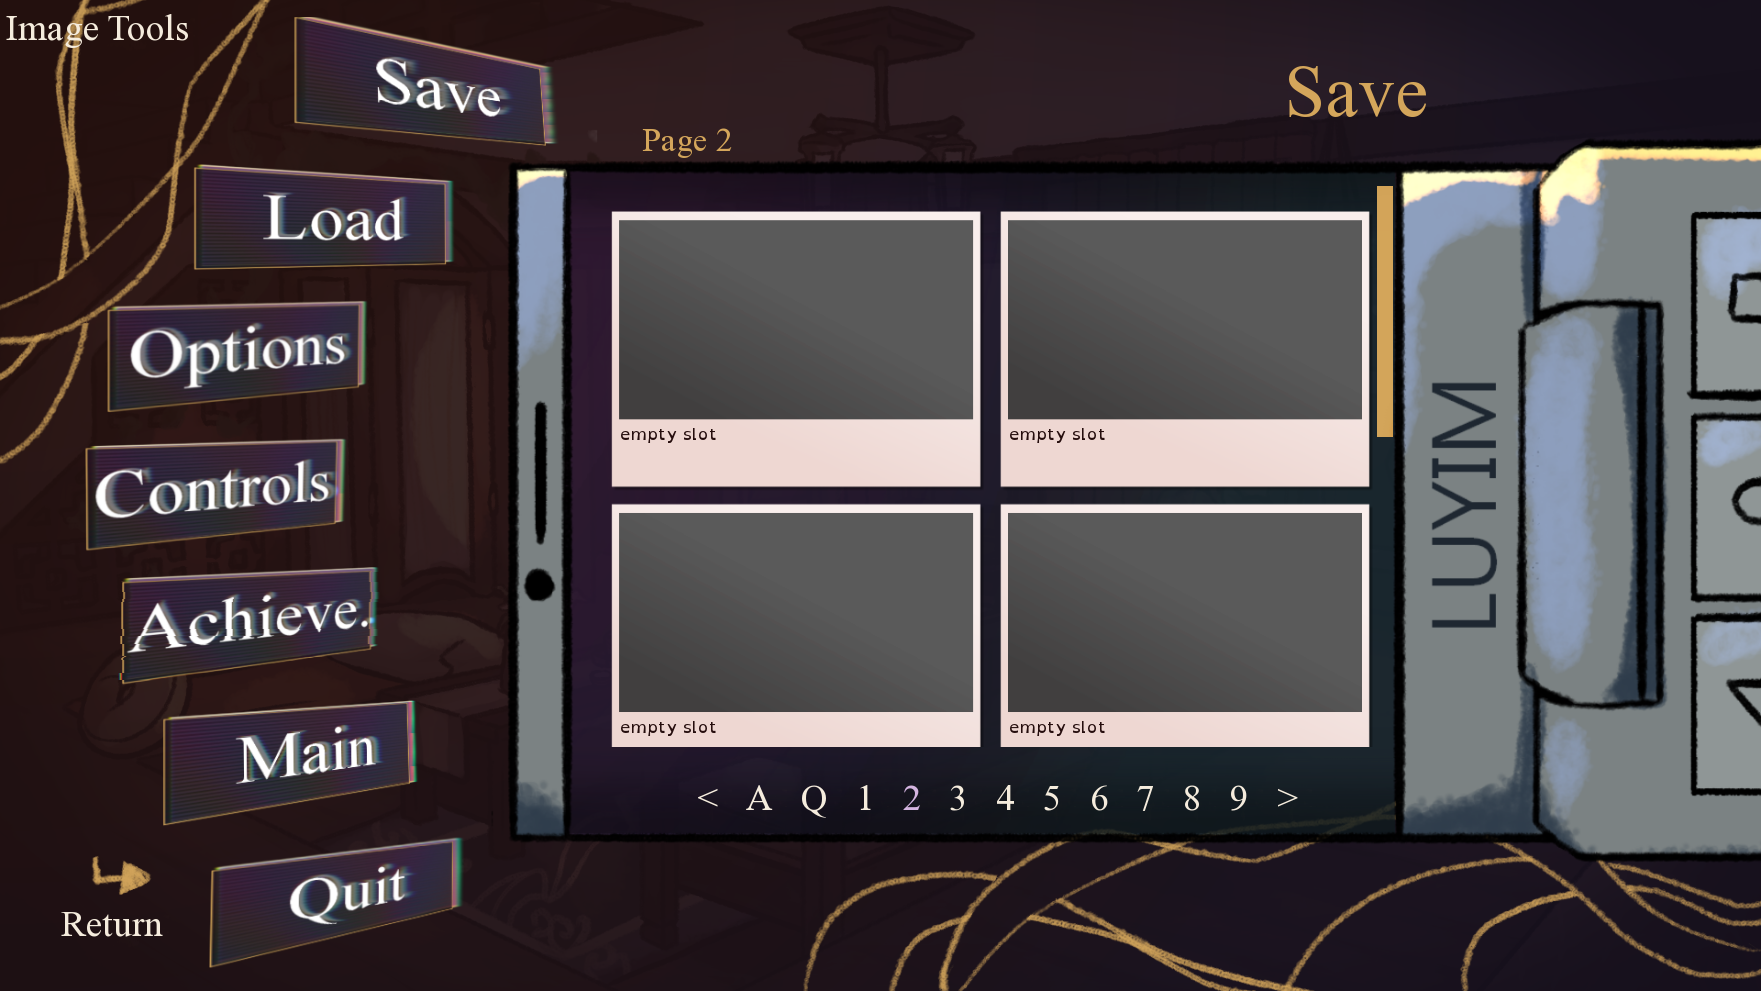 Image Tools
Save
Load
Options
Controls
Achieve.
Main
Quit
Return
Save
Page 2
empty slot
empty slot
empty slot
empty slot
< A Q 1 2 3 4 5 6 7 8 9 >
LUYIM